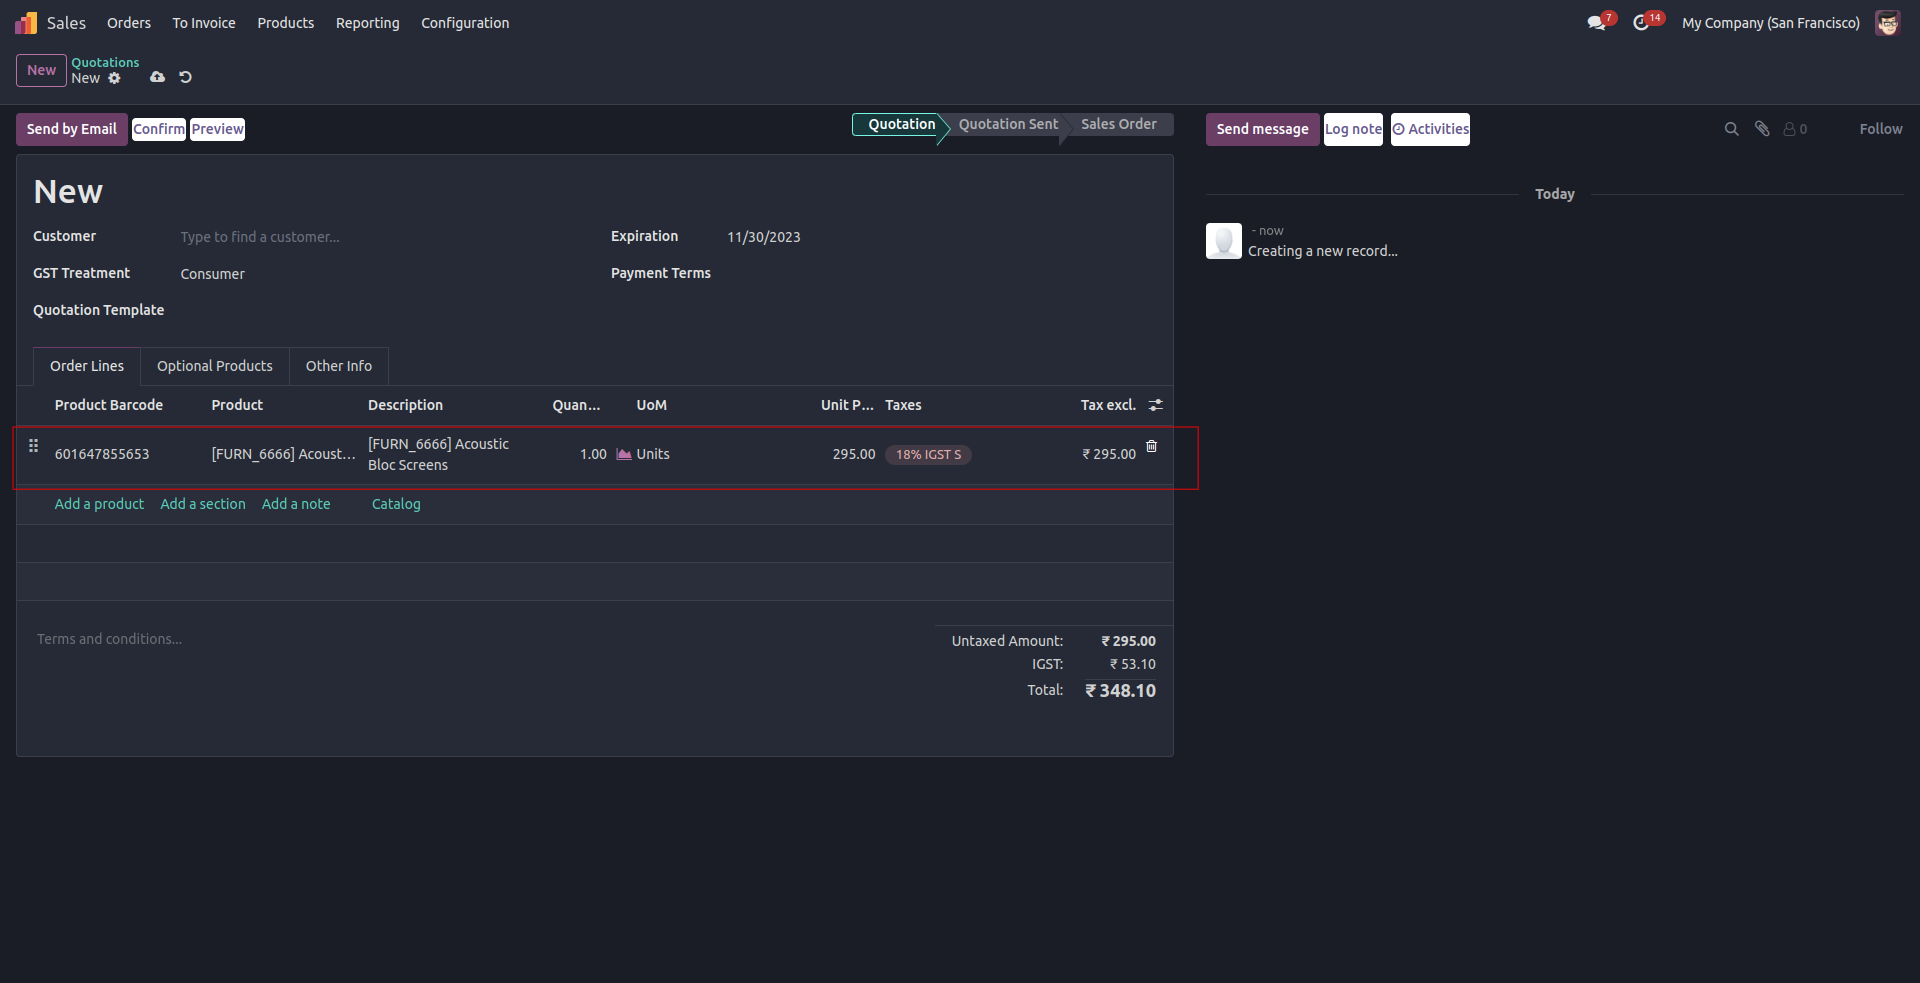 Sales Orders To Invoice Products Reporting Configuration 7 14 My Company (San Francisco)
New Quotations
New
Send by Email Confirm Preview Quotation Quotation Sent Sales Order Send message Log note Activities 0 Follow
New
Today
Customer Type to find a customer... Expiration 11/30/2023
- now
Creating a new record...
GST Treatment Consumer Payment Terms
Quotation Template
Order Lines Optional Products Other Info
Product Barcode Product Description Quan... UoM Unit P... Taxes Tax excl.
601647855653 [FURN_6666] Acoust... [FURN_6666] Acoustic 1.00 Units 295.00 18% IGST S ₹ 295.00
Bloc Screens
Add a product Add a section Add a note Catalog
Terms and conditions... Untaxed Amount: ₹ 295.00
IGST: ₹ 53.10
Total: ₹ 348.10